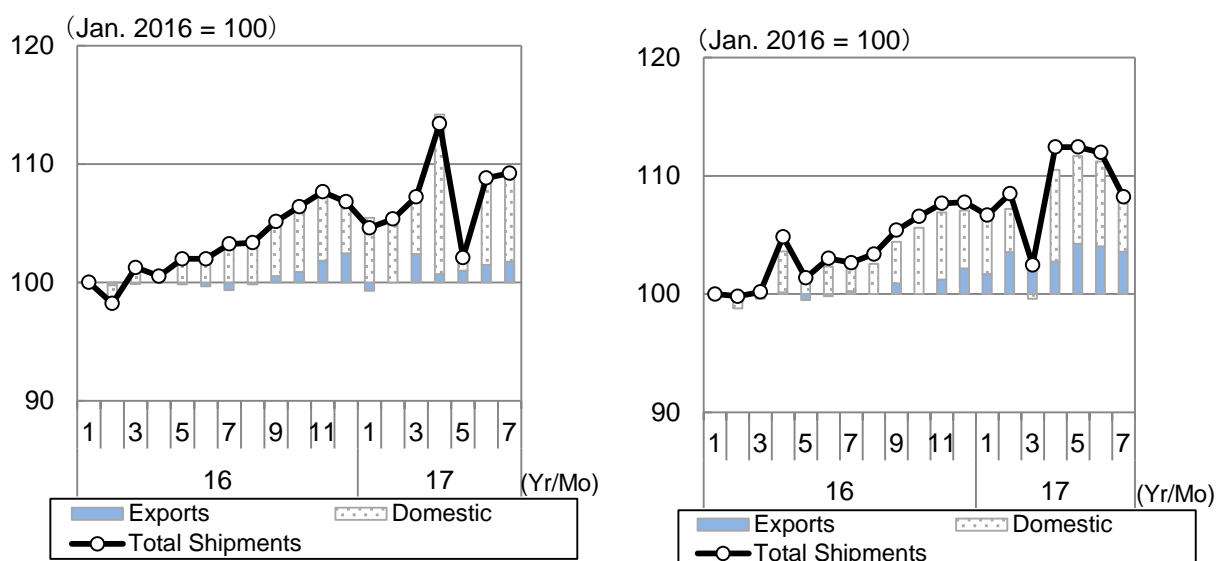 (Jan. 2016 = 100)
120
110
100
90
1 3 5 7 9 11 1 3 5 7
16 17 (Yr/Mo)
Exports Domestic
Total Shipments
(Jan. 2016 = 100)
120
110
100
90
1 3 5 7 9 11 1 3 5 7
16 17 (Yr/Mo)
Exports Domestic
Total Shipments